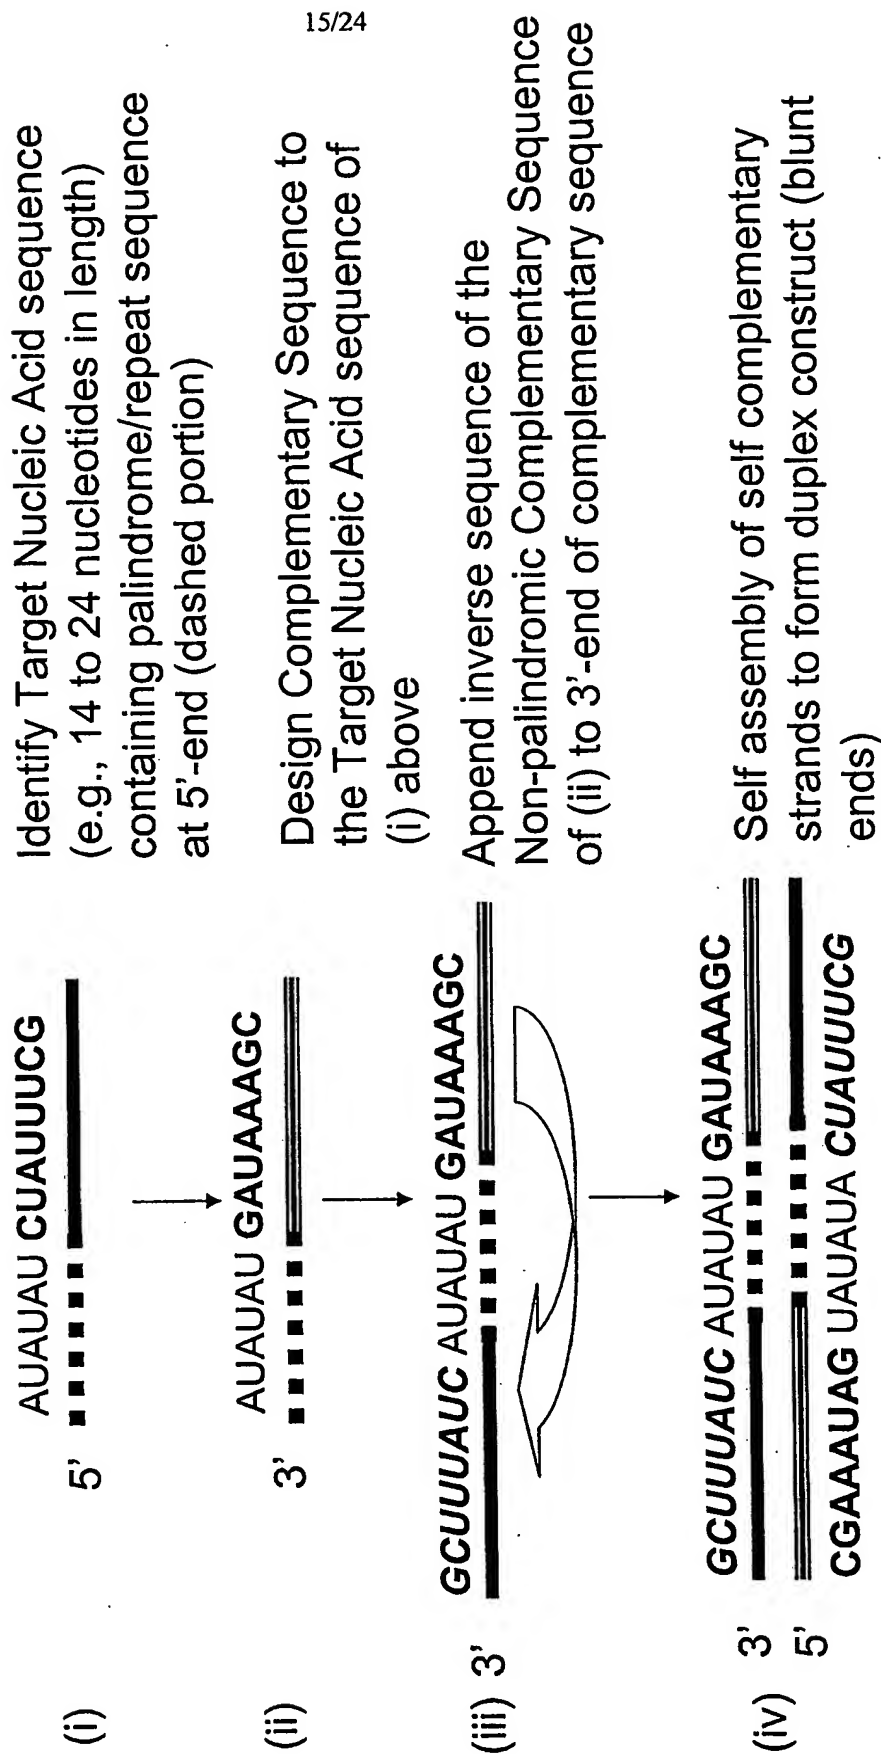 15/24
(i)
5'
AUAUAU CUAUUUCG
Identify Target Nucleic Acid sequence
(e.g., 14 to 24 nucleotides in length)
containing palindrome/repeat sequence
at 5'-end (dashed portion)
(ii)
3'
AUAUAU GAUAAAGC
Design Complementary Sequence to
the Target Nucleic Acid sequence of
(i) above
(iii) 3'
GCUUUAUC AUAUAU GAUAAAGC
Append inverse sequence of the
Non-palindromic Complementary Sequence
of (ii) to 3'-end of complementary sequence
(iv)
GCUUUAUC AUAUAU GAUAAAGC
3'
5'
CGAAAUAG UAUAUA CUAUUUCG
Self assembly of self complementary
strands to form duplex construct (blunt
ends)